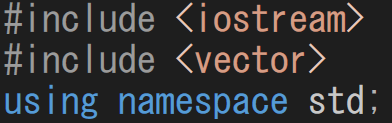 #include <iostream>
#include <vector>
using namespace std;